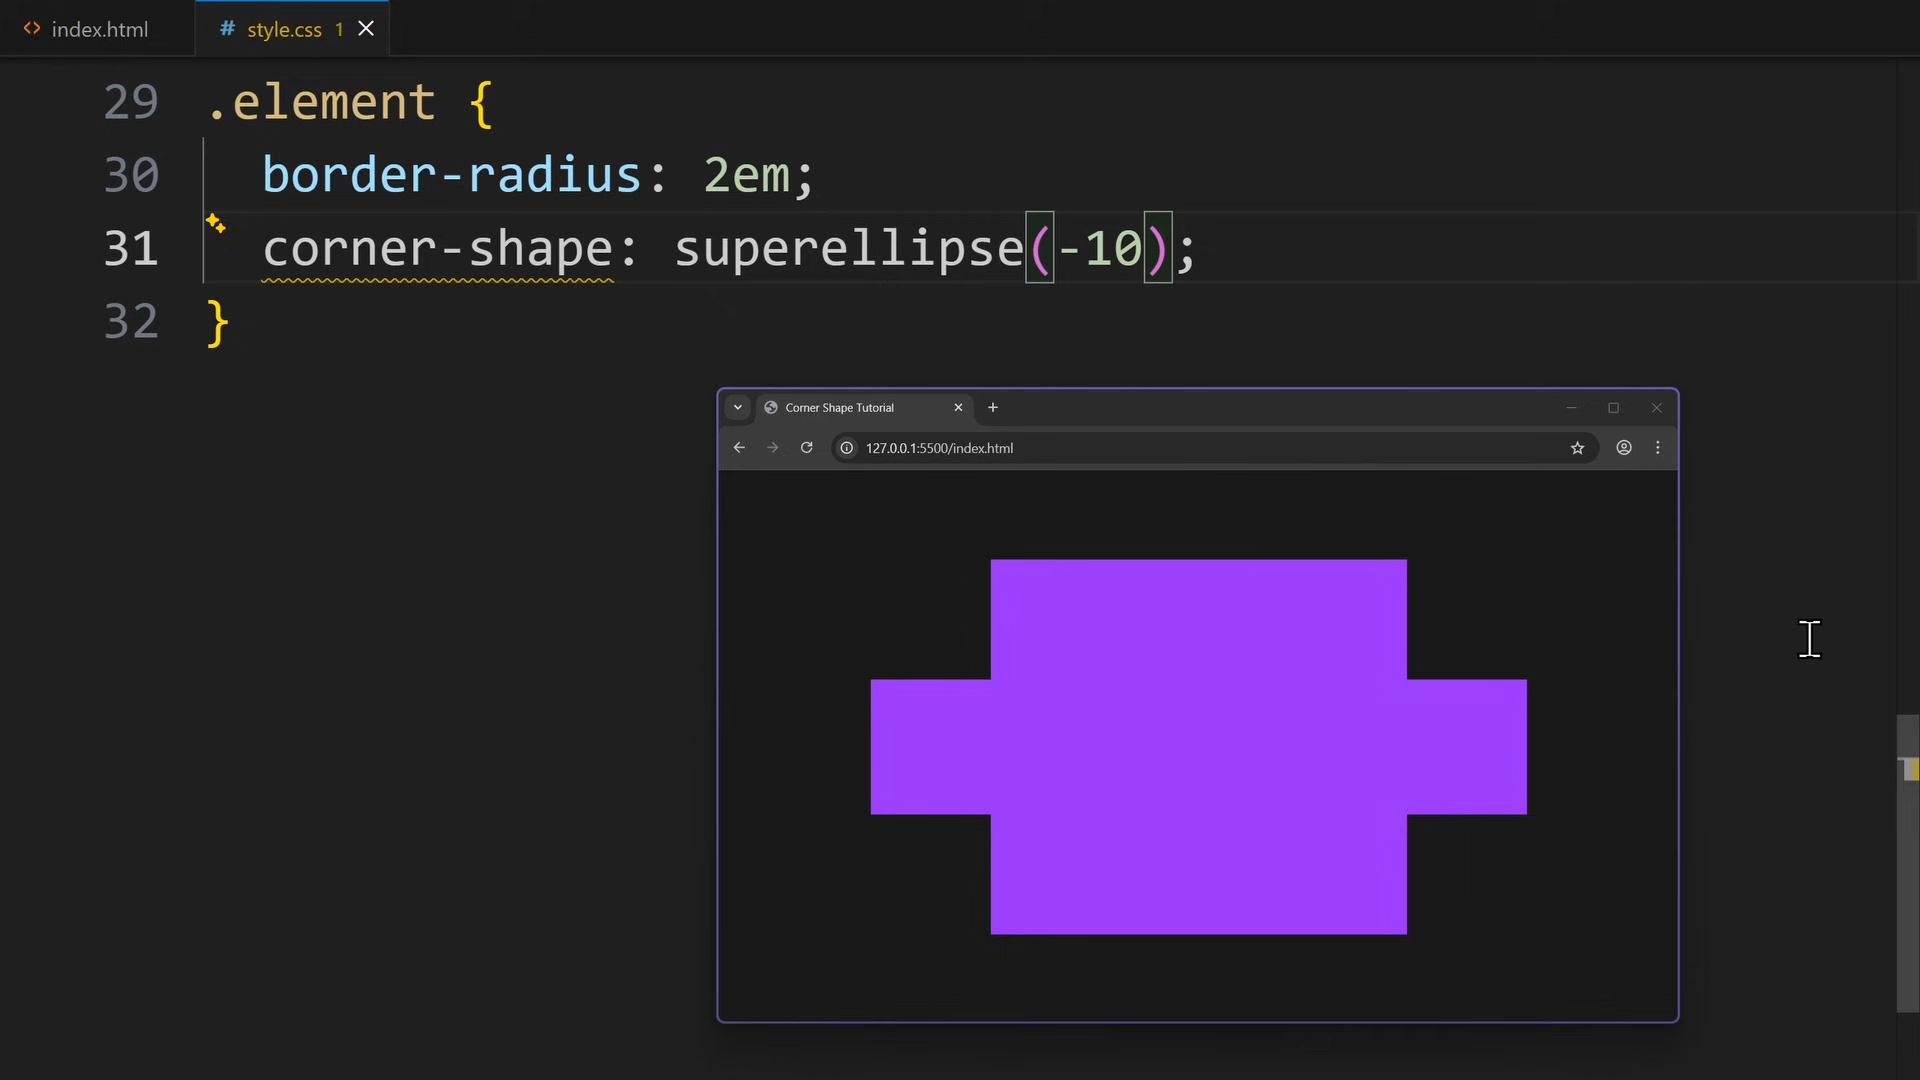 index.html
# style.css 1
29 .element {
30 border-radius: 2em;
31 corner-shape: superellipse(-10);
32 }
Corner Shape Tutorial
127.0.0.1:5500/index.html